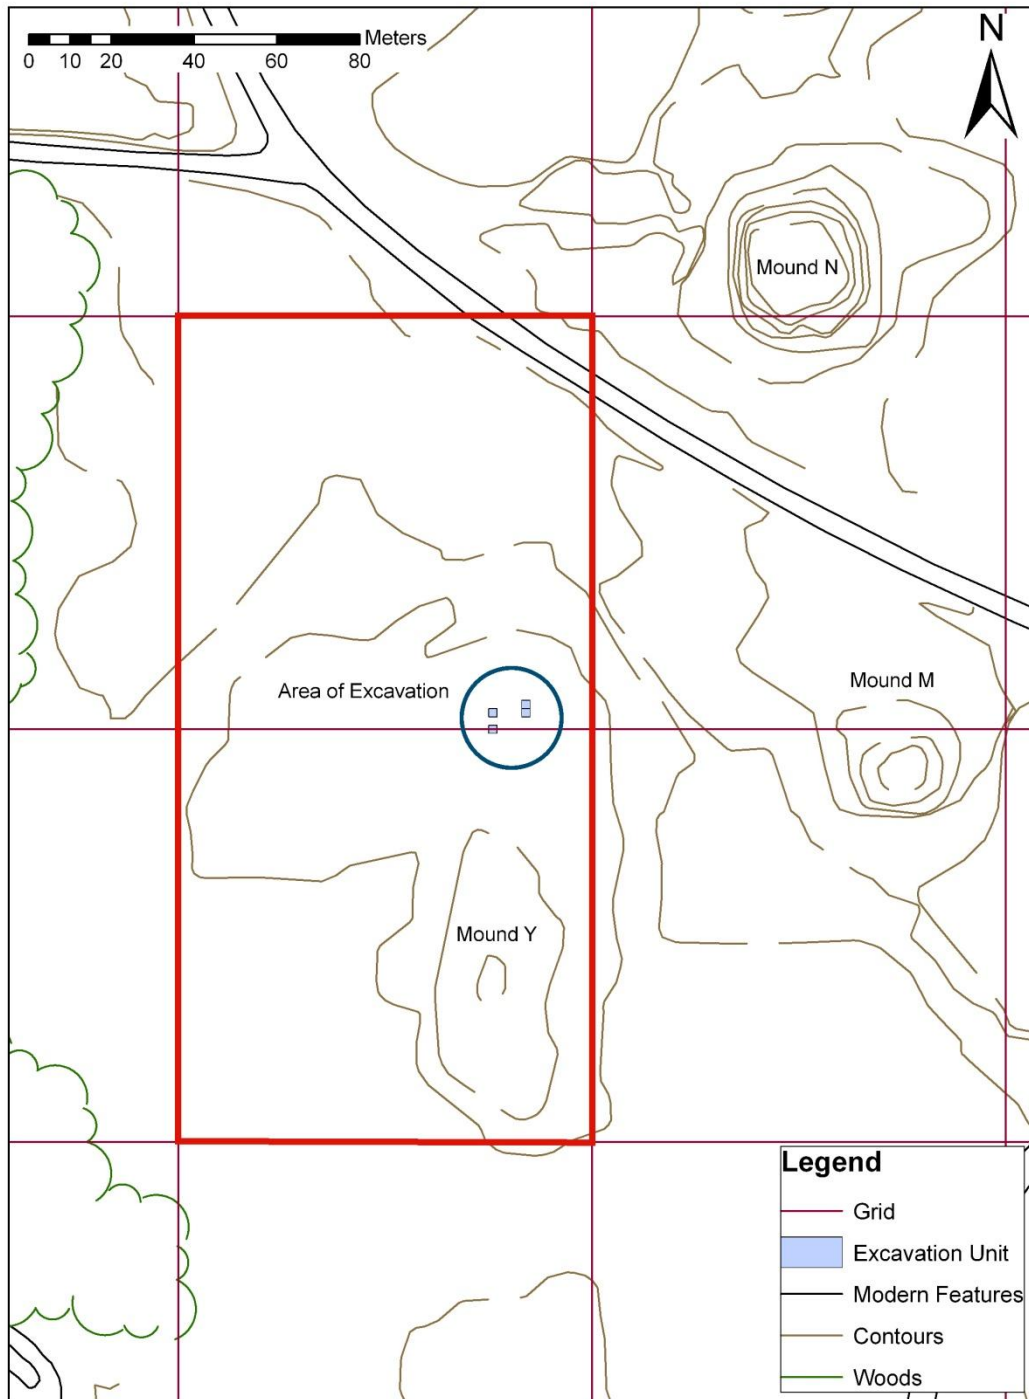 Meters
0 10 20 40 60 80
N
Mound N
Area of Excavation
Mound M
Mound Y
Legend
Grid
Excavation Unit
Modern Features
Contours
Woods